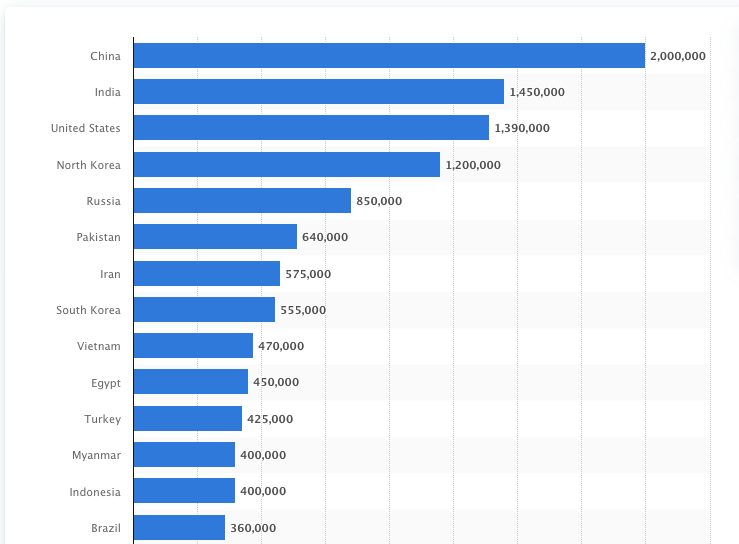 China 2,000,000
India 1,450,000
United States 1,390,000
North Korea 1,200,000
Russia 850,000
Pakistan 640,000
Iran 575,000
South Korea 555,000
Vietnam 470,000
Egypt 450,000
Turkey 425,000
Myanmar 400,000
Indonesia 400,000
Brazil 360,000